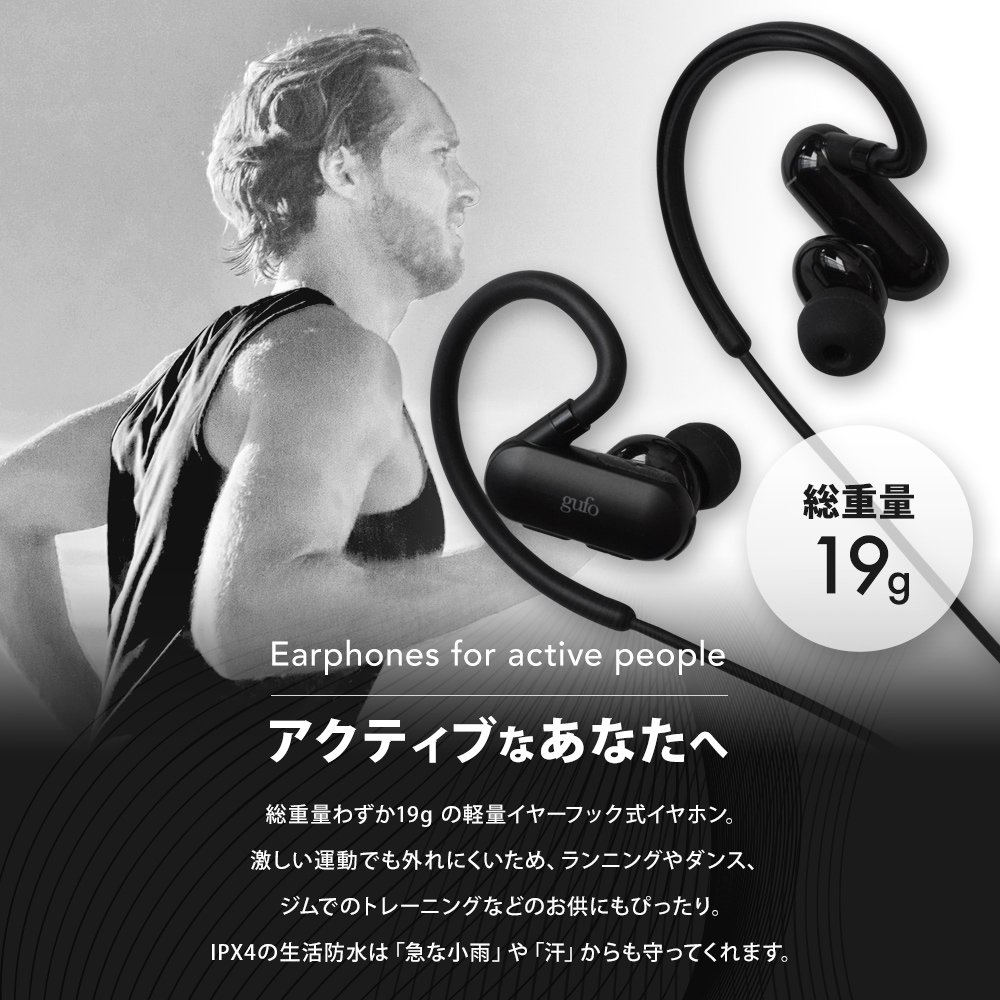 gufo
総重量
19g
Earphones for active people
アクティブなあなたへ
総重量わずか19g の軽量イヤーフック式イヤホン。
激しい運動でも外れにくいため、ランニングやダンス、
ジムでのトレーニングなどのお供にもぴったり。
IPX4の生活防水は「急な小雨」や「汗」からも守ってくれます。